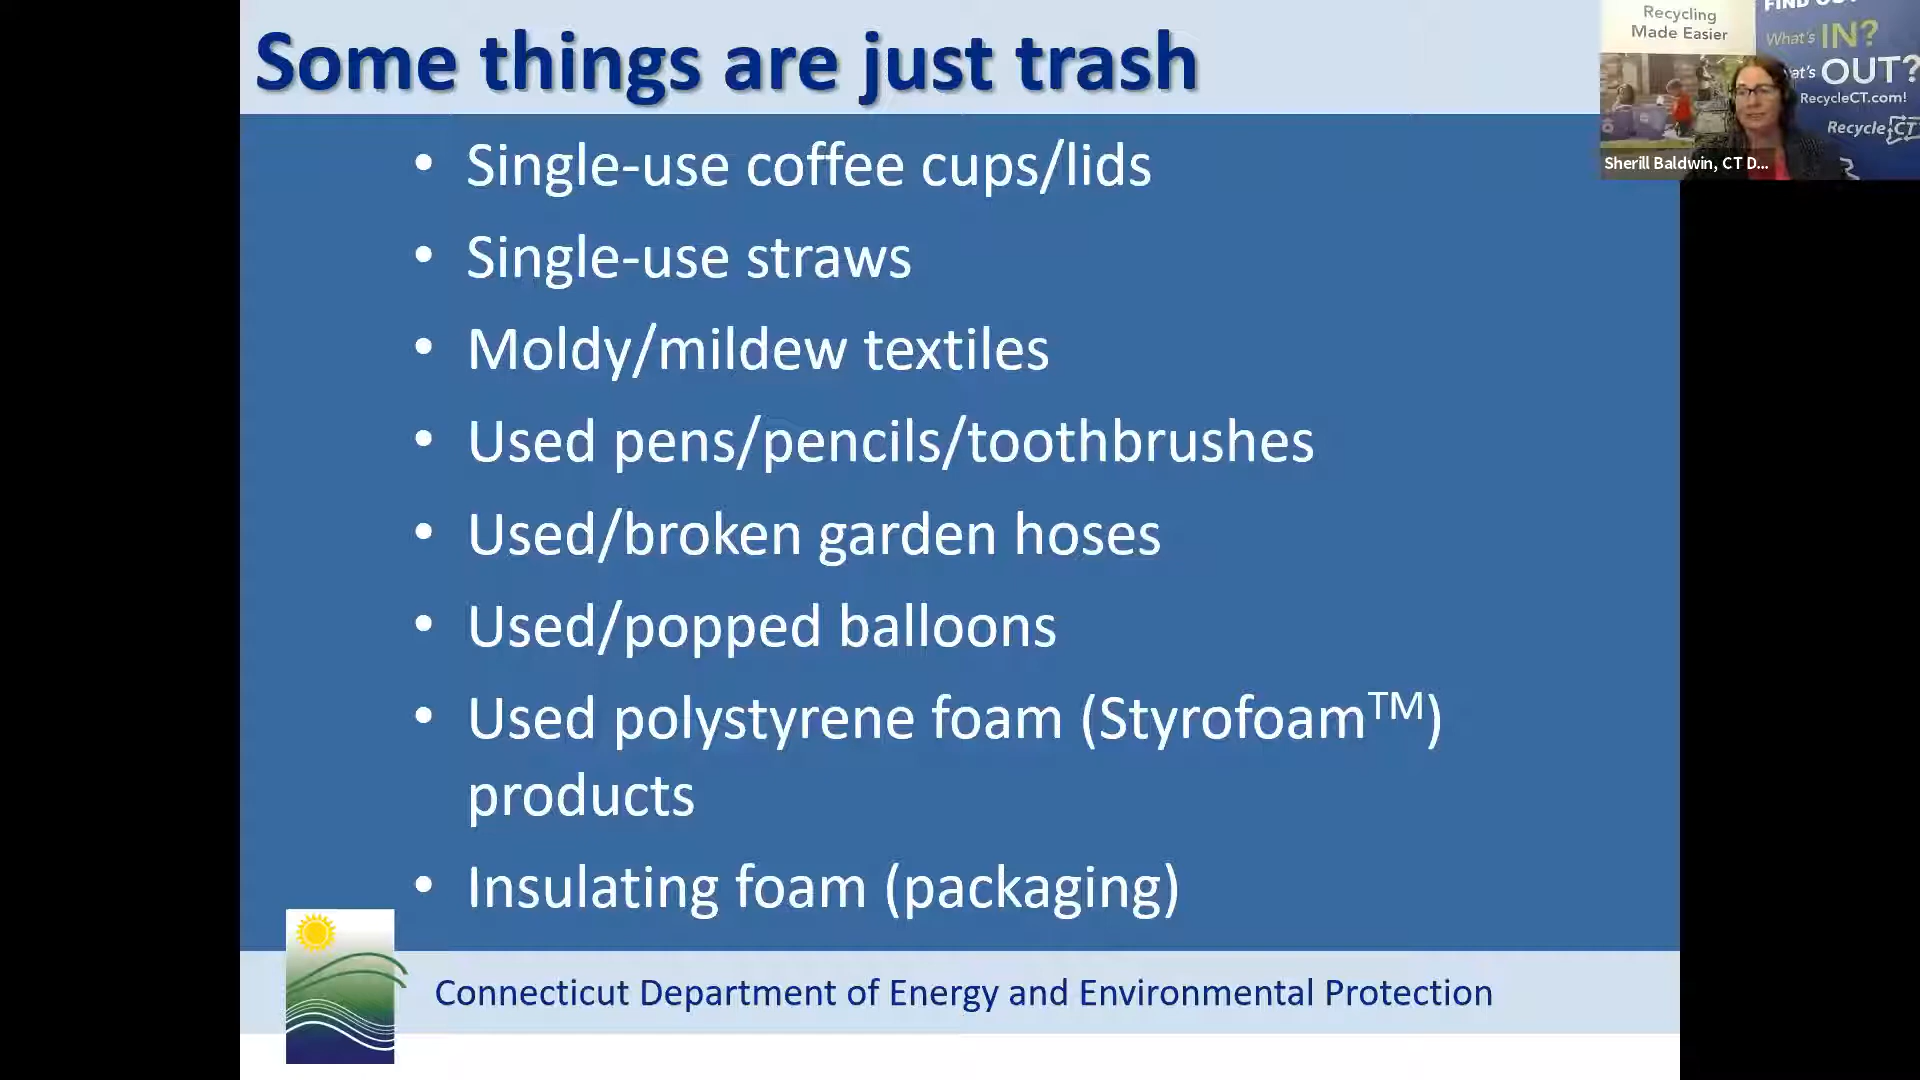 Some things are just trash
• Single-use coffee cups/lids
• Single-use straws
• Moldy/mildew textiles
• Used pens/pencils/toothbrushes
• Used/broken garden hoses
• Used/popped balloons
• Used polystyrene foam (Styrofoam™)
products
• Insulating foam (packaging)
Connecticut Department of Energy and Environmental Protection
Recycling
Made Easier
What's IN?
OUT?
RecycleCT.com!
RecycleCT
Sherill Baldwin, CT D...